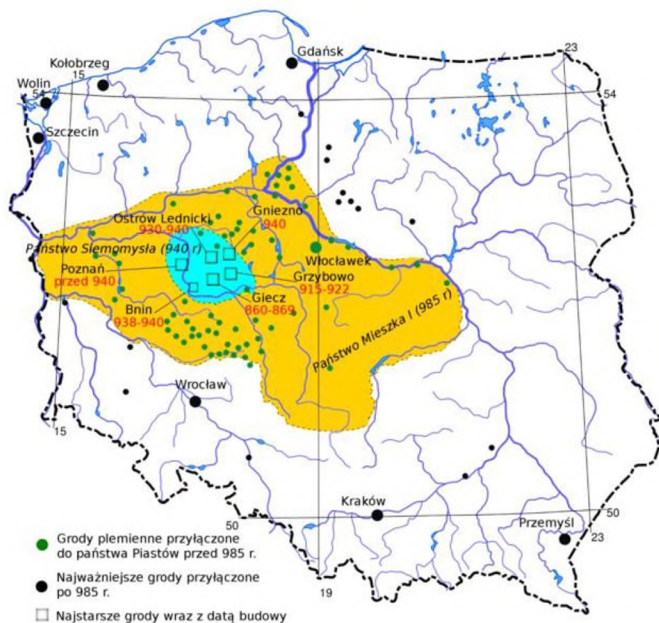 Gdańsk
23
Kołobrzeg
15
Wolin
54
54
Szczecin
Ostrów Lednicki
930-940
Gniezno
940
Państwo Siemomysła (940 r)
Włocławek
Poznań
przed 940
Grzybowo
915-922
Giecz
860-869
Bnin
938-940
Państwo Mieszka I (985 r)
Wrocław
15
Kraków
50
50
Przemyśl
23
19
Grody plemienne przyłączone
do państwa Piastów przed 985 r.
Najważniejsze grody przyłączone
po 985 r.
Najstarsze grody wraz z datą budowy